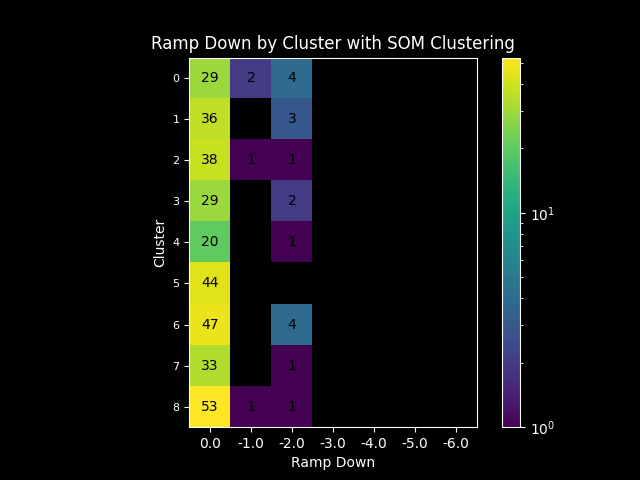 Ramp Down by Cluster with SOM Clustering
0 29 2 4
1 36 3
2 38 1 1
3 29 2
4 20 1
5 44
6 47 4
7 33 1
8 53 1 1
0.0 -1.0 -2.0 -3.0 -4.0 -5.0 -6.0
Ramp Down
Cluster
10¹
10⁰